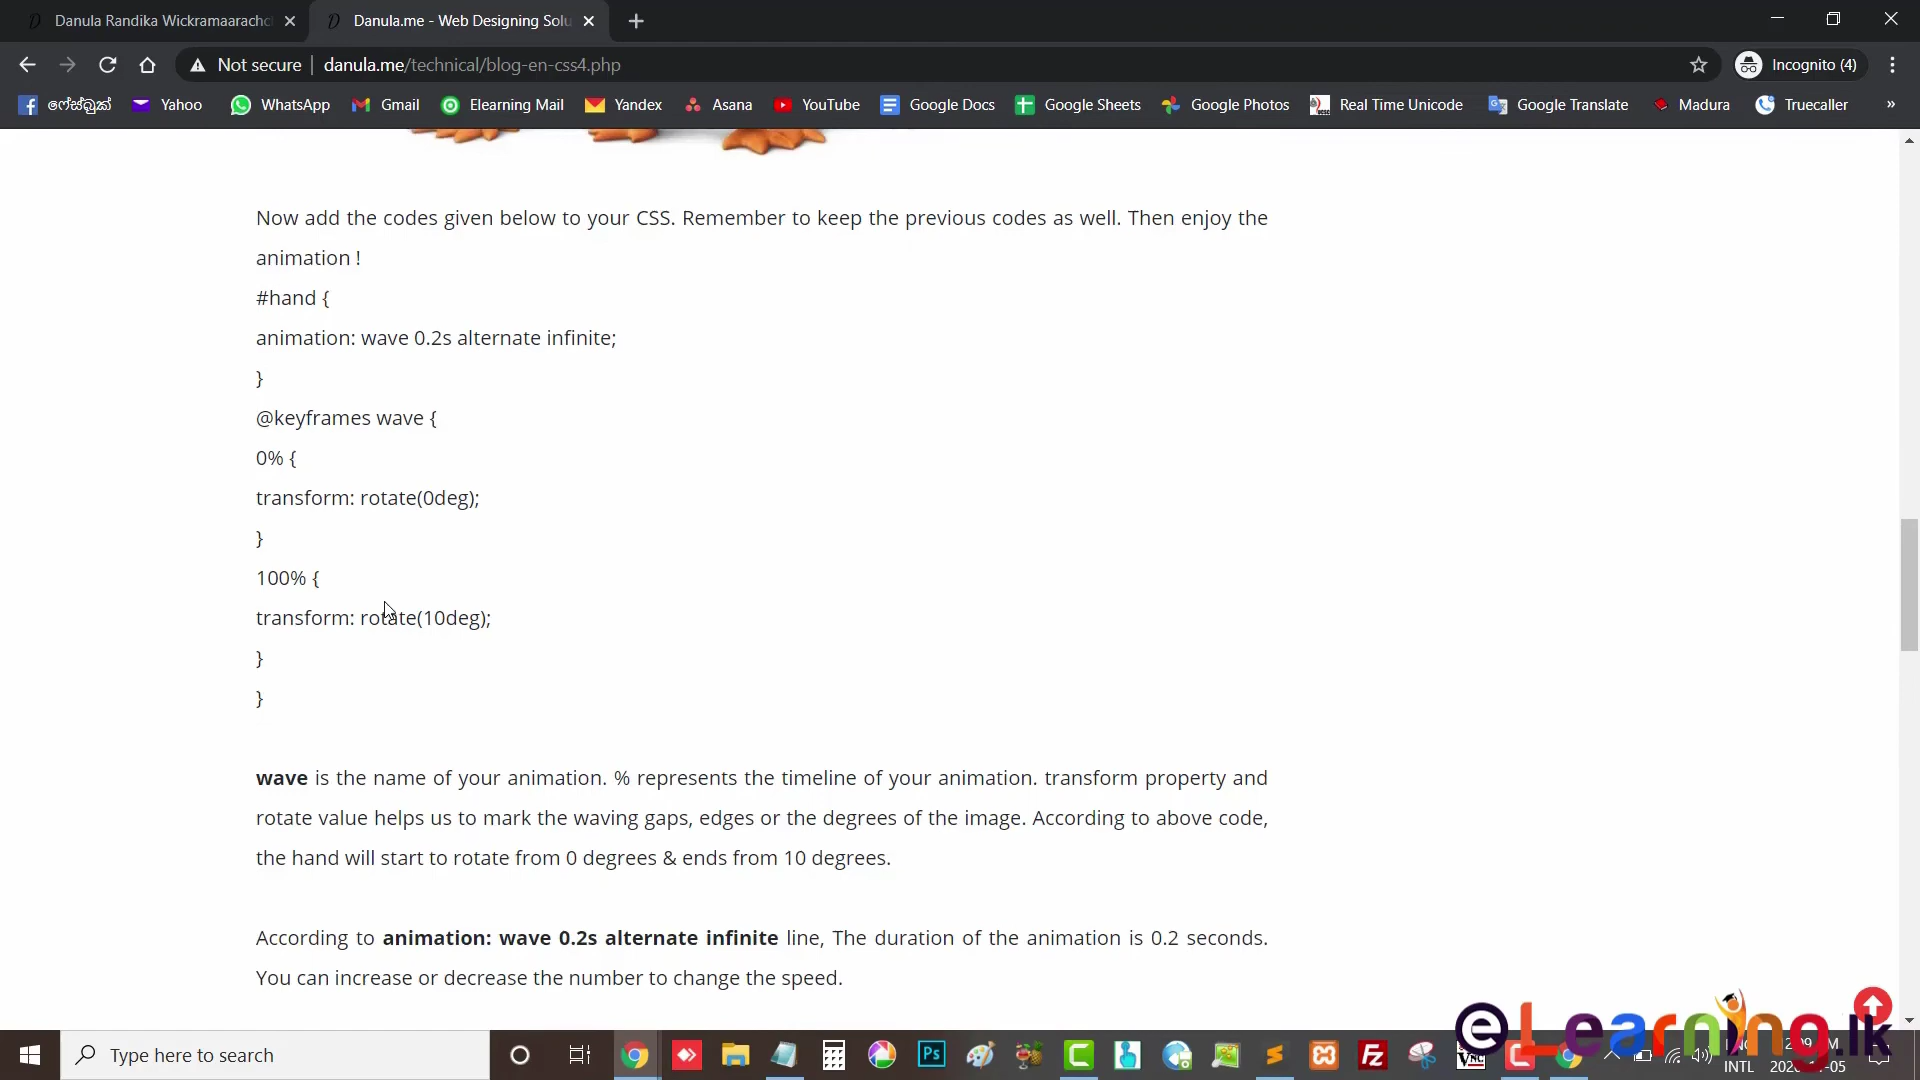 Danula Randika Wickramaarach
Danula.me - Web Designing Solu
Not secure
danula.me/technical/blog-en-css4.php
Incognito (4)
ෆේස්බුක්
Yahoo
WhatsApp
Gmail
Elearning Mail
Yandex
Asana
YouTube
Google Docs
Google Sheets
Google Photos
Real Time Unicode
Google Translate
Madura
Truecaller
»
Now add the codes given below to your CSS. Remember to keep the previous codes as well. Then enjoy the
animation !
#hand {
animation: wave 0.2s alternate infinite;
}
@keyframes wave {
0% {
transform: rotate(0deg);
}
100% {
transform: rotate(10deg);
}
}
wave is the name of your animation. % represents the timeline of your animation. transform property and
rotate value helps us to mark the waving gaps, edges or the degrees of the image. According to above code,
the hand will start to rotate from 0 degrees & ends from 10 degrees.
According to animation: wave 0.2s alternate infinite line, The duration of the animation is 0.2 seconds.
You can increase or decrease the number to change the speed.
eLearning.lk
Type here to search
Ps
Fz
INTL